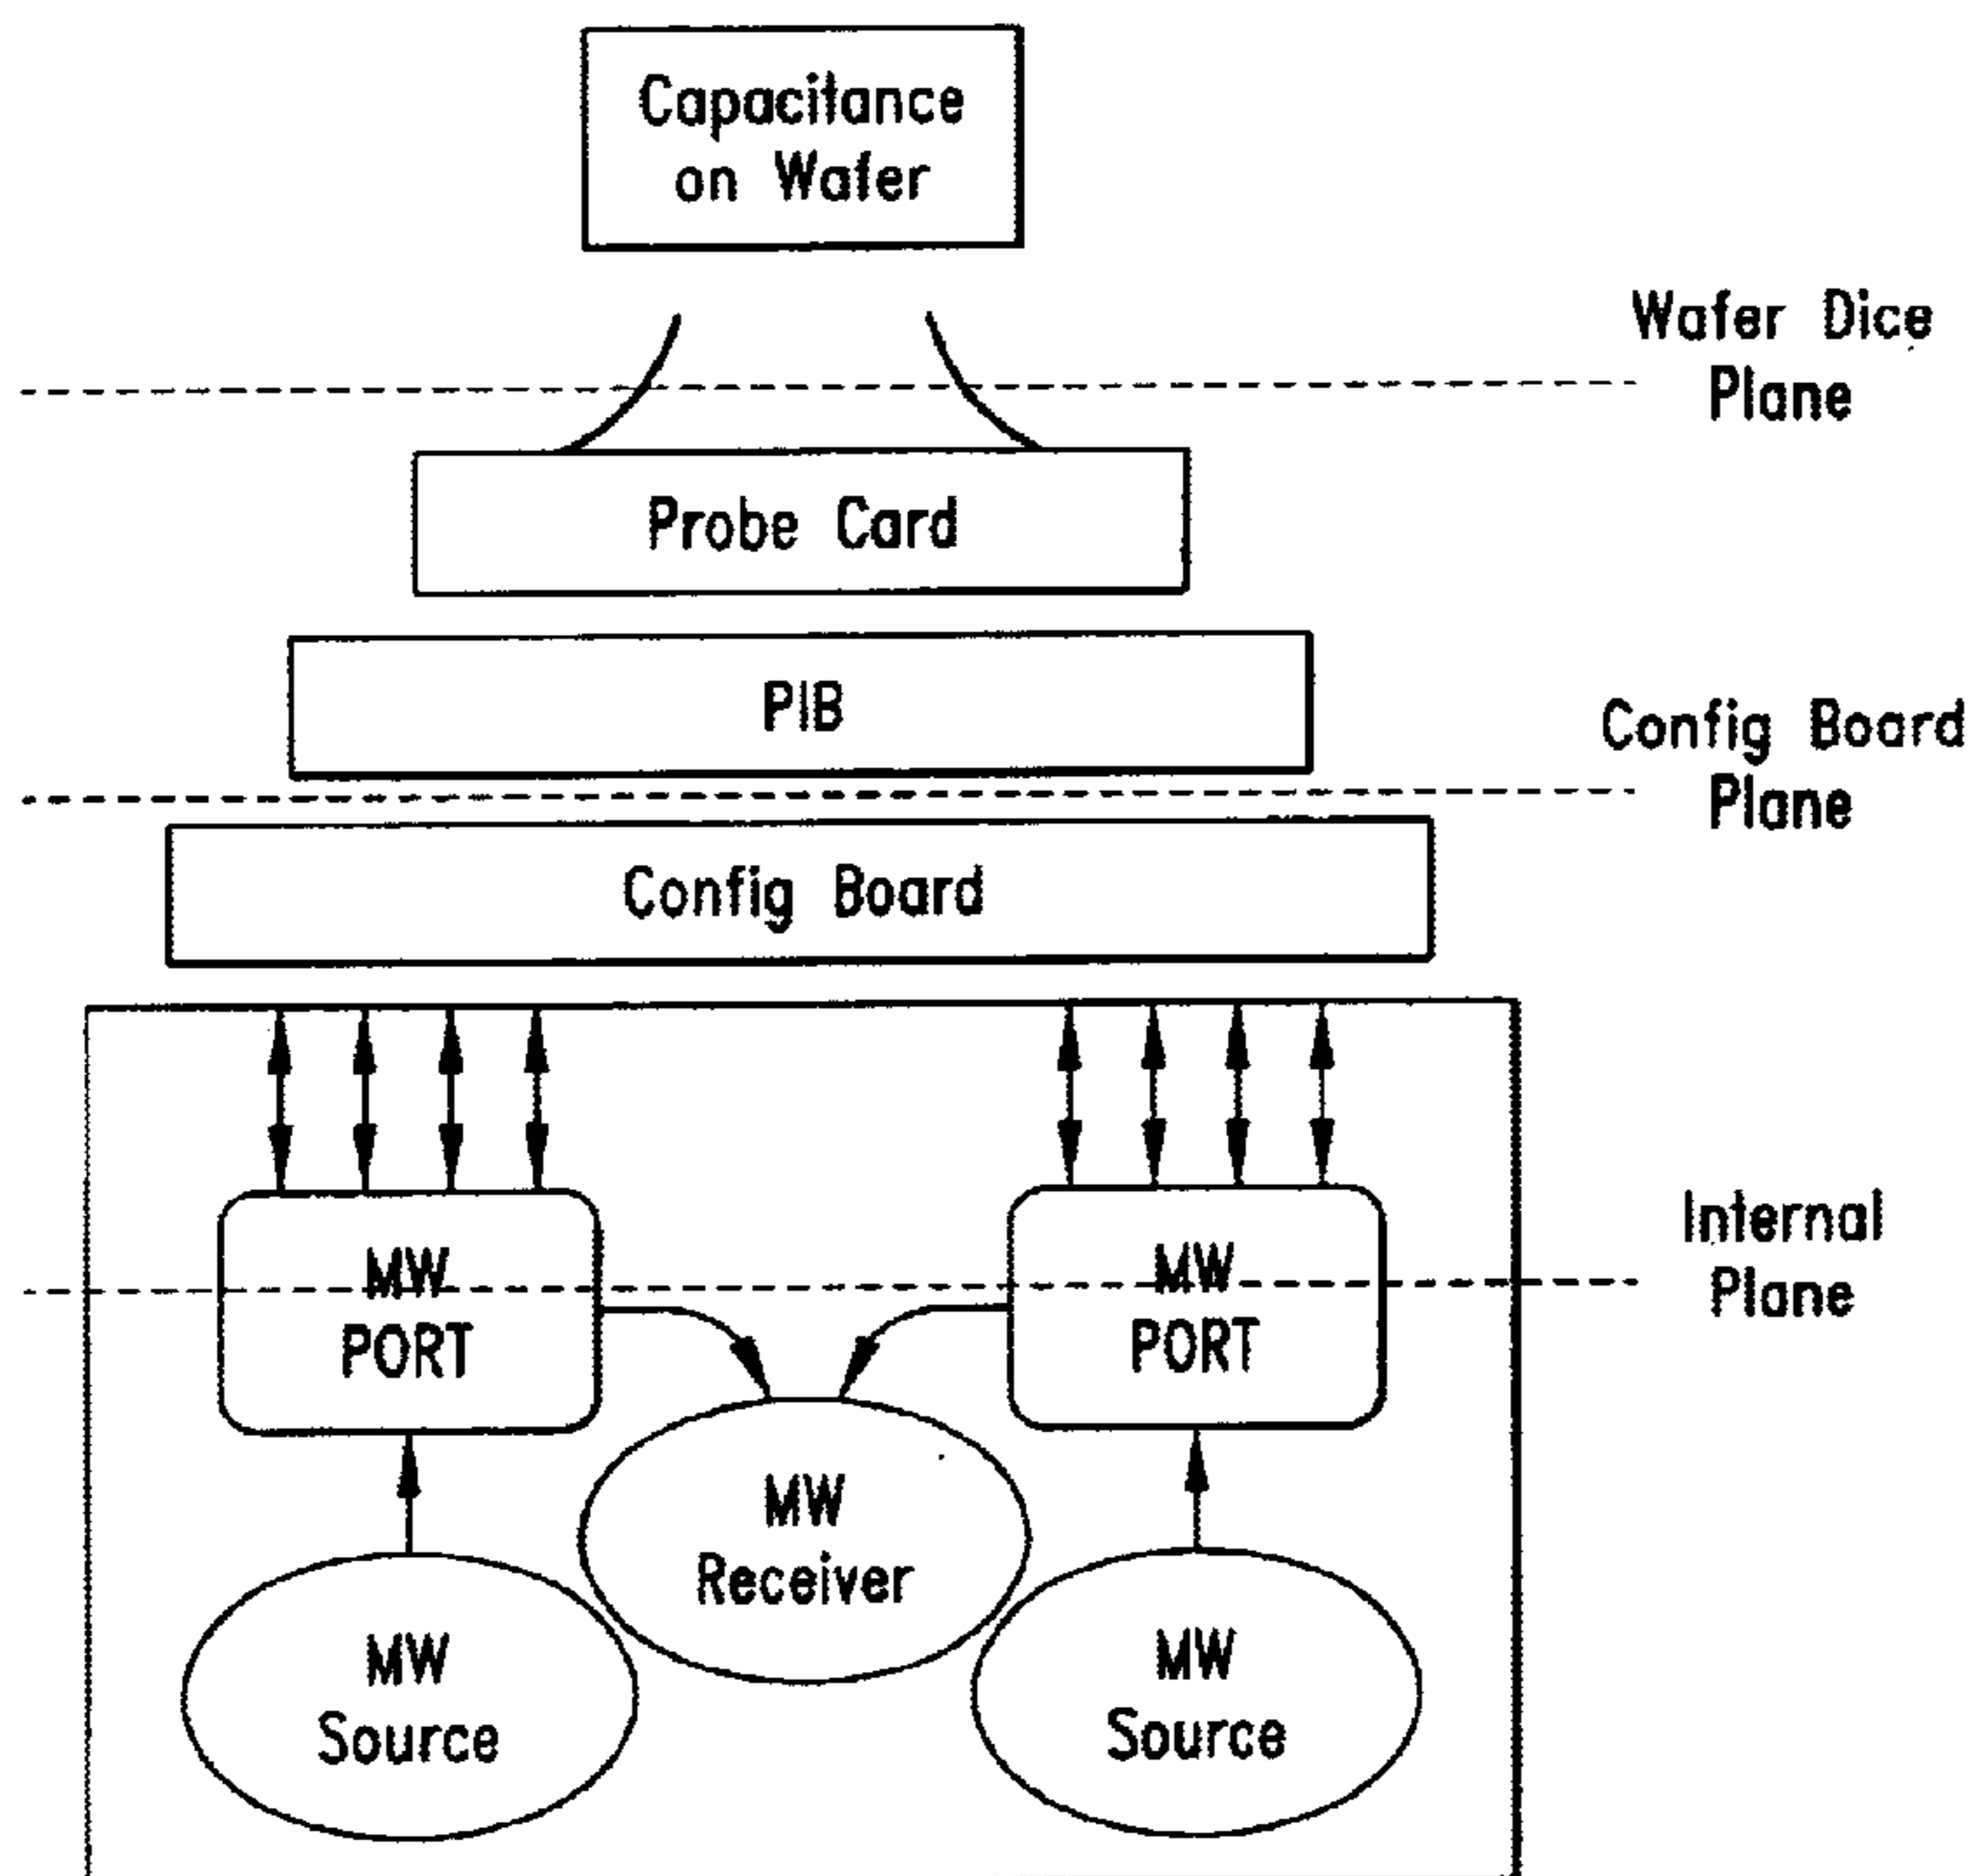 Capacitance
on Wafer
Wafer Dice
Plane
Probe Card
PIB
Config Board
Plane
Config Board
Internal
Plane
MW
PORT
MW
PORT
MW
Receiver
MW
Source
MW
Source